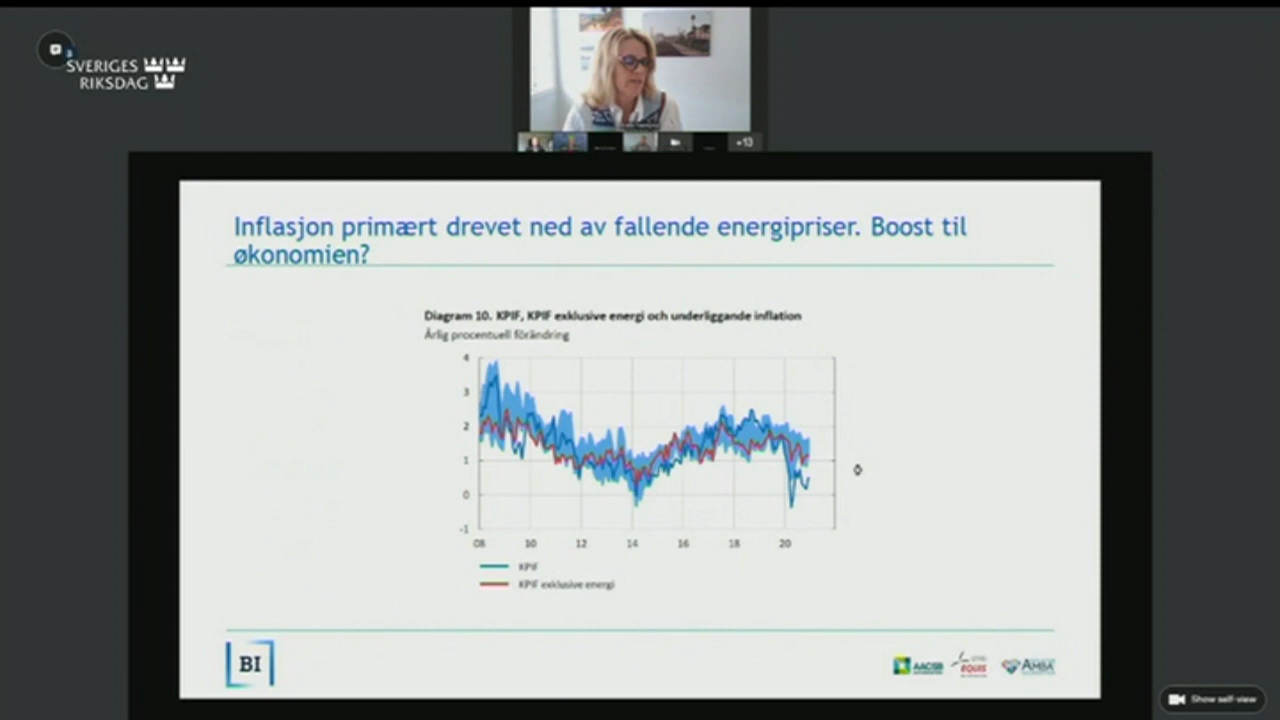 SVERIGES
RIKSDAG
+13
Inflasjon primært drevet ned av fallende energipriser. Boost til
økonomien?
Diagram 10. KPIF, KPIF exklusive energi och underliggande inflation
Årlig procentuell förändring
4
3
2
1
0
-1
08 10 12 14 16 18 20
KPIF
KPIF exklusive energi
BI
AACSB
EQUIS
AMBA
Show self-view